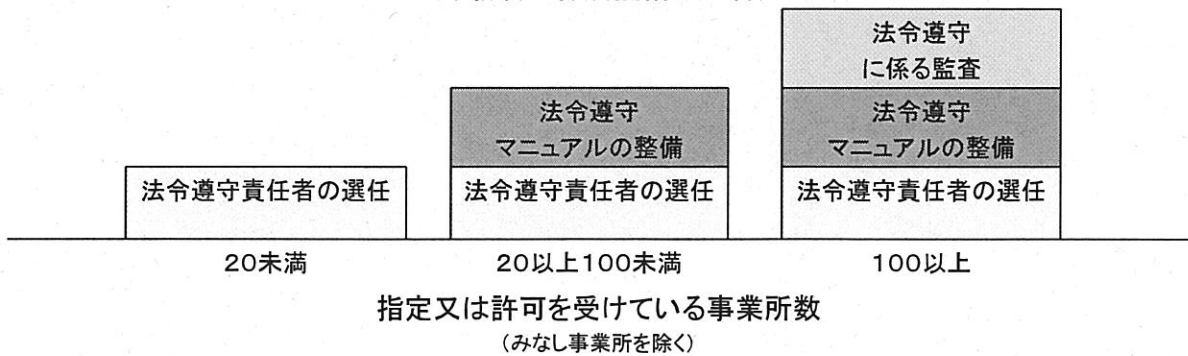 法令遵守
に係る監査
法令遵守
マニュアルの整備
法令遵守
マニュアルの整備
法令遵守責任者の選任
法令遵守責任者の選任
法令遵守責任者の選任
20未満
20以上100未満
100以上
指定又は許可を受けている事業所数
(みなし事業所を除く)